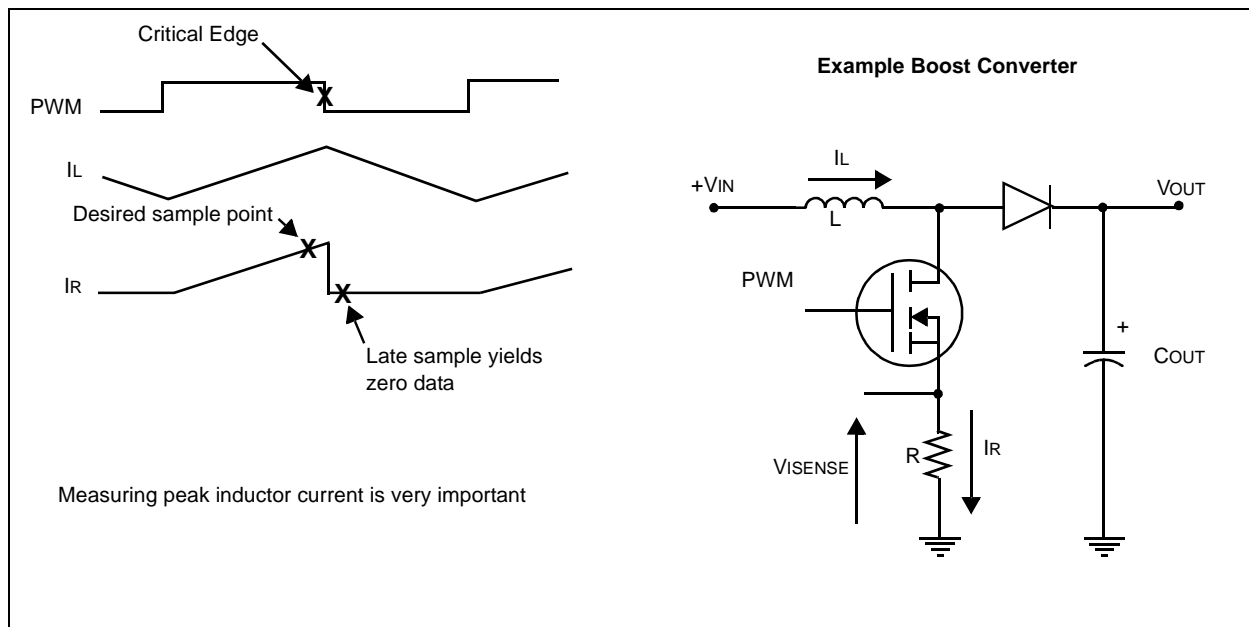 Critical Edge
X
PWM
IL
Desired sample point
X
IR
X
Late sample yields
zero data
Measuring peak inductor current is very important
Example Boost Converter
IL
+VIN
L
VOUT
PWM
+
COUT
VISENSE
R
IR